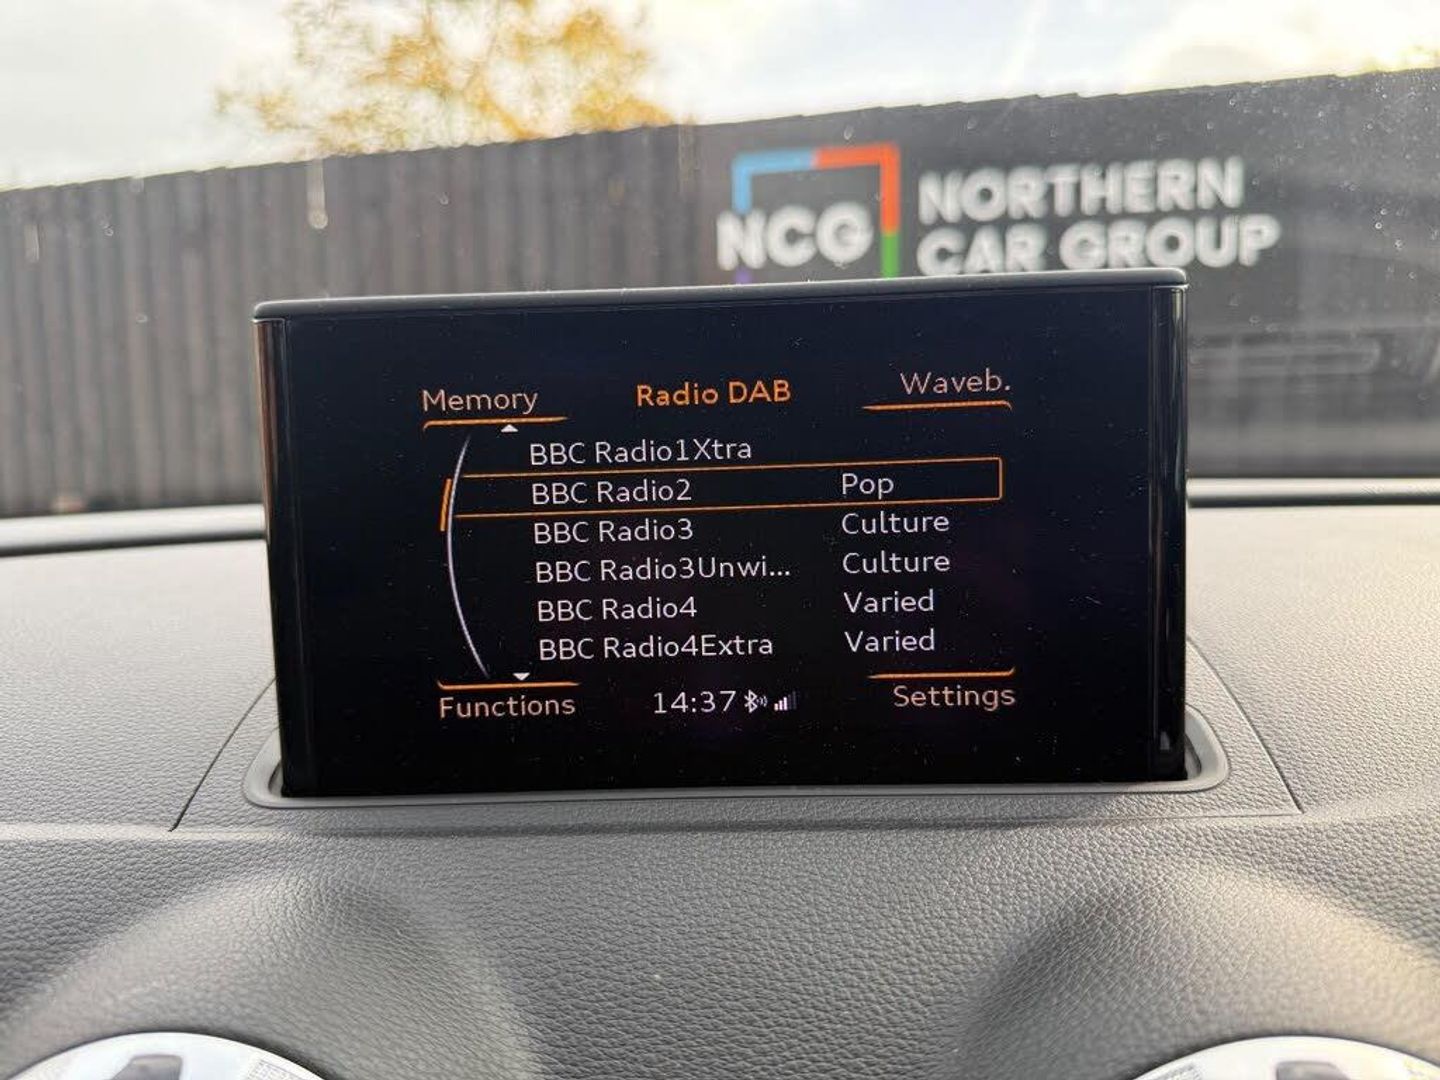 NCG
NORTHERN
CAR GROUP
Memory Radio DAB Waveb.
BBC Radio1Xtra
BBC Radio2 Pop
BBC Radio3 Culture
BBC Radio3Unwi... Culture
BBC Radio4 Varied
BBC Radio4Extra Varied
Functions 14:37 Settings